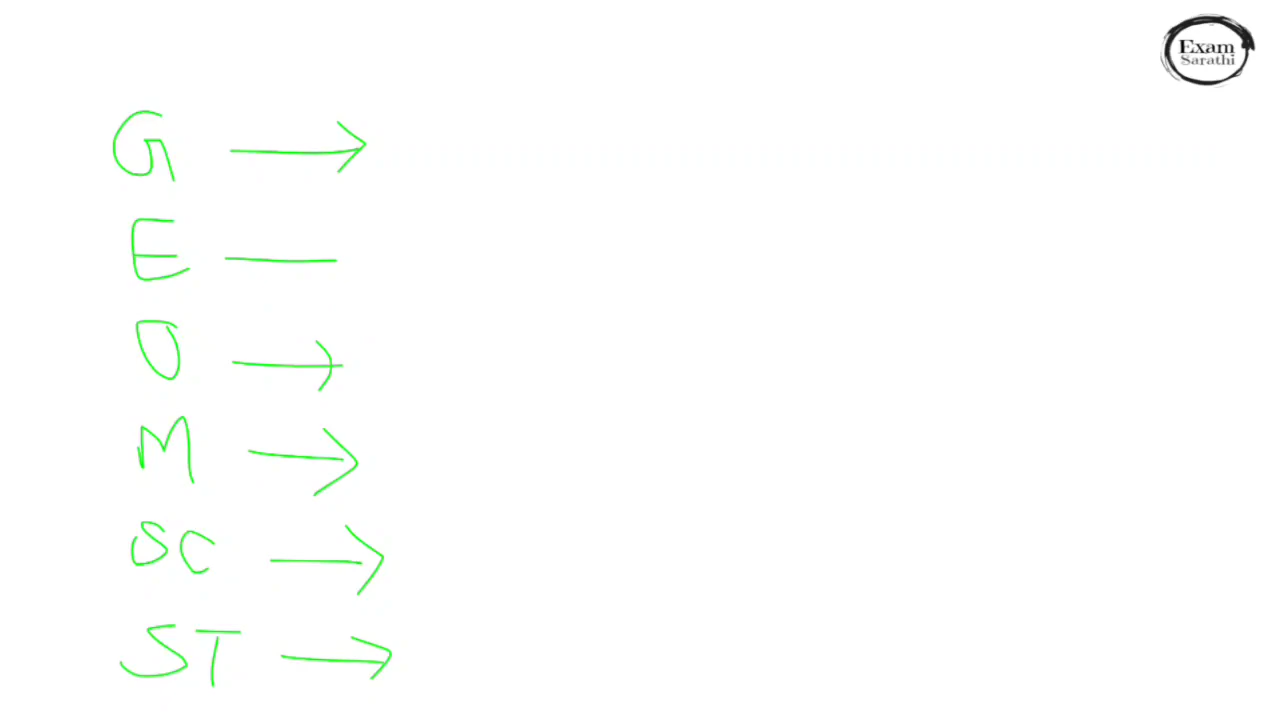 Exam
Sarathi
G →
E —
O →
M →
SC →
ST →